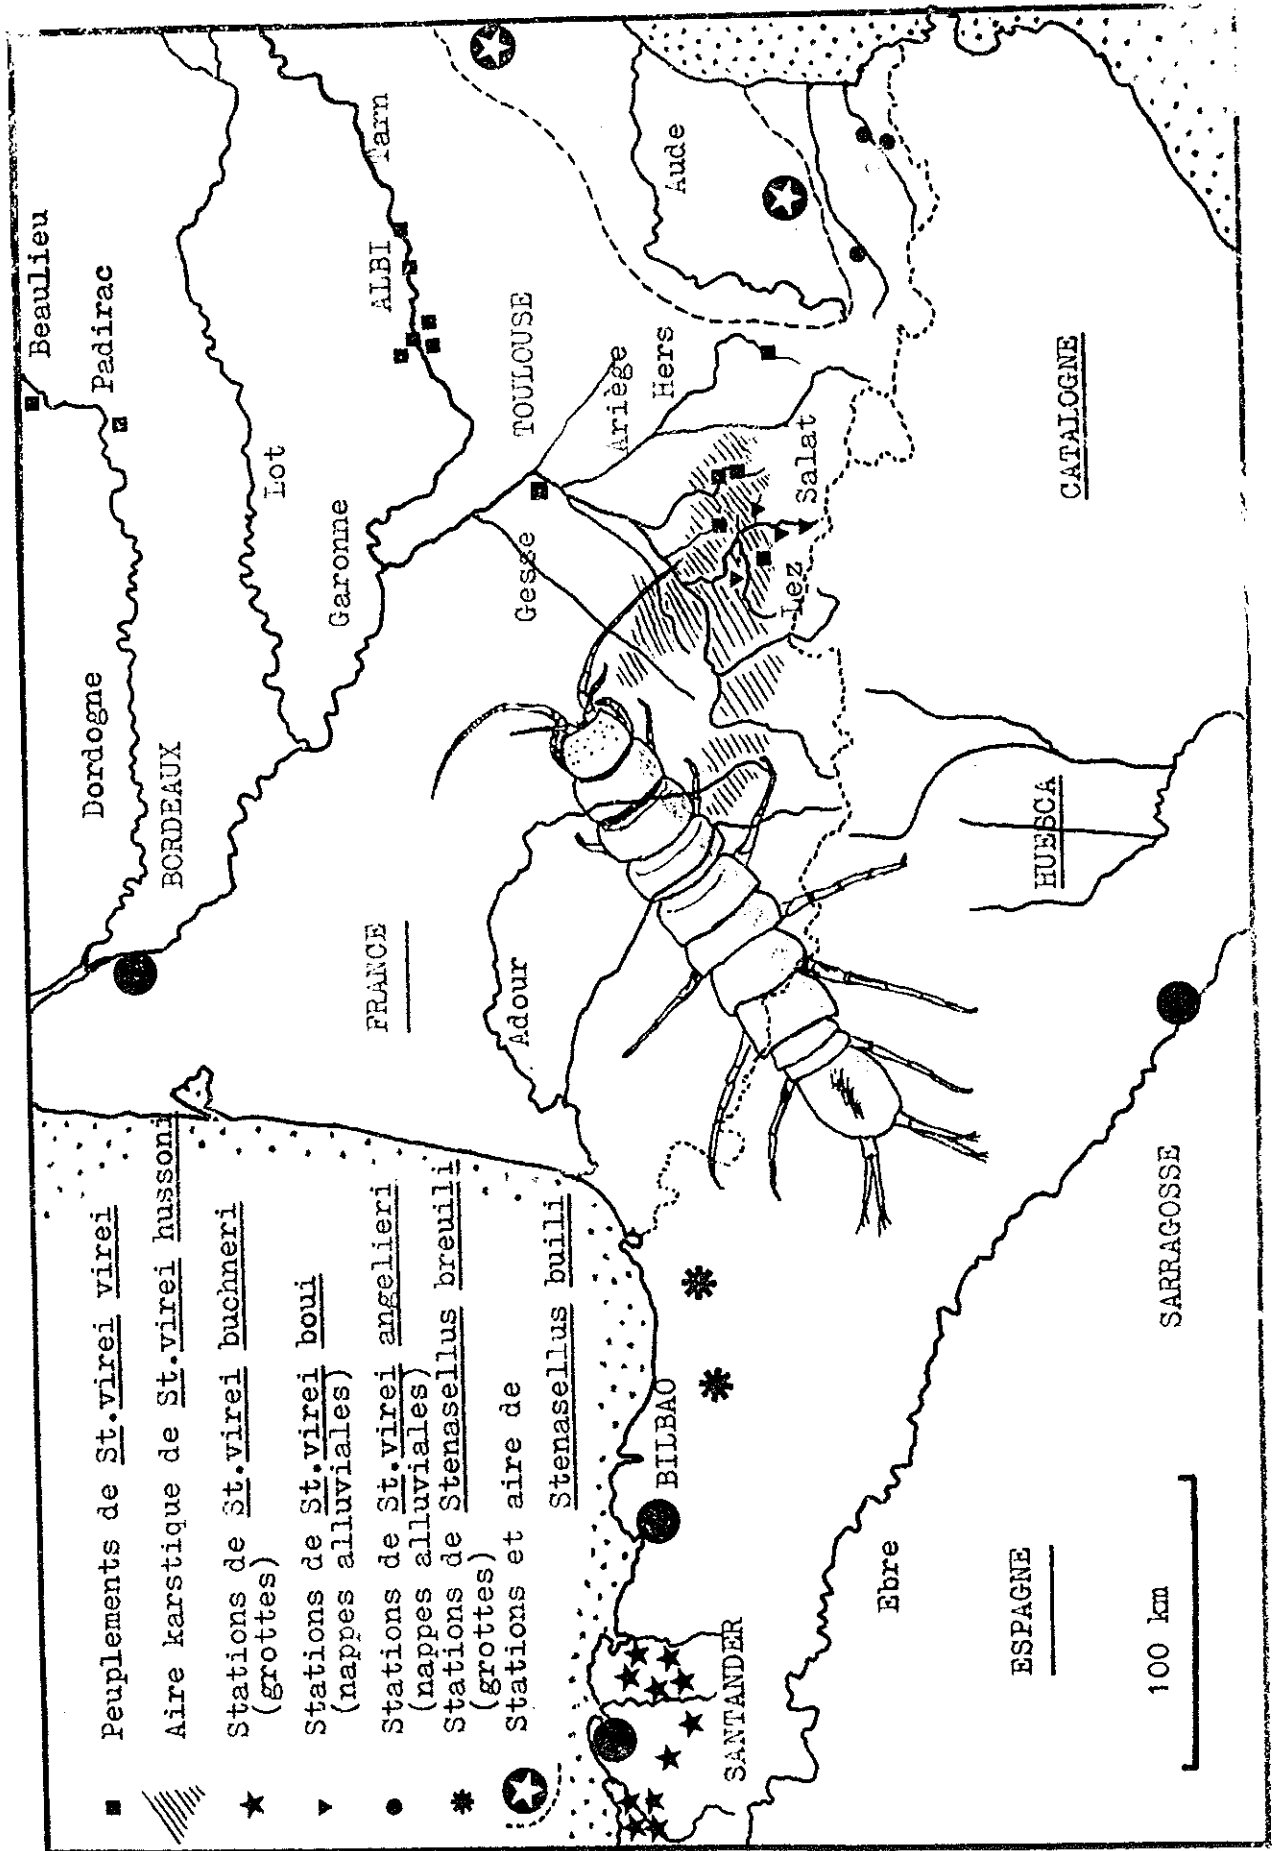 Peuplements de St.virei virei
Aire karstique de St.virei hussoni
Stations de St.virei buchneri
(grottes)
Stations de St.virei boui
(nappes alluviales)
Stations de St.virei angelieri
(nappes alluviales)
Stations de Stenasellus breuili
(grottes)
Stations et aire de
Stenasellus buili
Beaulieu
Padirac
Dordogne
BORDEAUX
Lot
Tarn
ALBI
Garonne
FRANCE
TOULOUSE
Gesse
Adour
Ariège
Hers
Aude
Salat
Lez
BILBAO
SANTANDER
Ebre
CATALOGNE
HUESCA
SARRAGOSSE
ESPAGNE
100 km